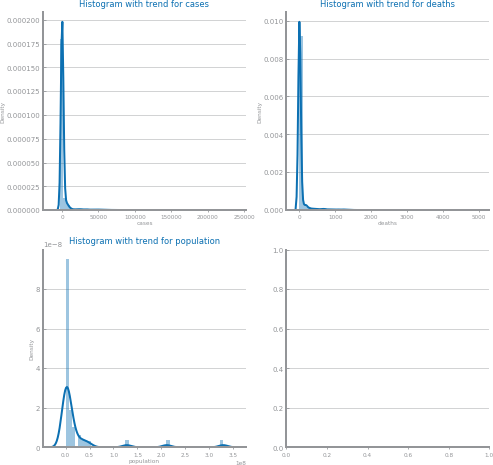 Histogram with trend for cases
Histogram with trend for deaths
0.000200
0.000175
0.000150
0.000125
0.000100
0.000075
0.000050
0.000025
0.000000
Density
0 50000 100000 150000 200000 250000
cases
0.010
0.008
0.006
0.004
0.002
0.000
Density
0 1000 2000 3000 4000 5000
deaths
Histogram with trend for population
1e−8
8
6
4
2
0
Density
0.0 0.5 1.0 1.5 2.0 2.5 3.0 3.5
population
1e8
1.0
0.8
0.6
0.4
0.2
0.0
0.0 0.2 0.4 0.6 0.8 1.0